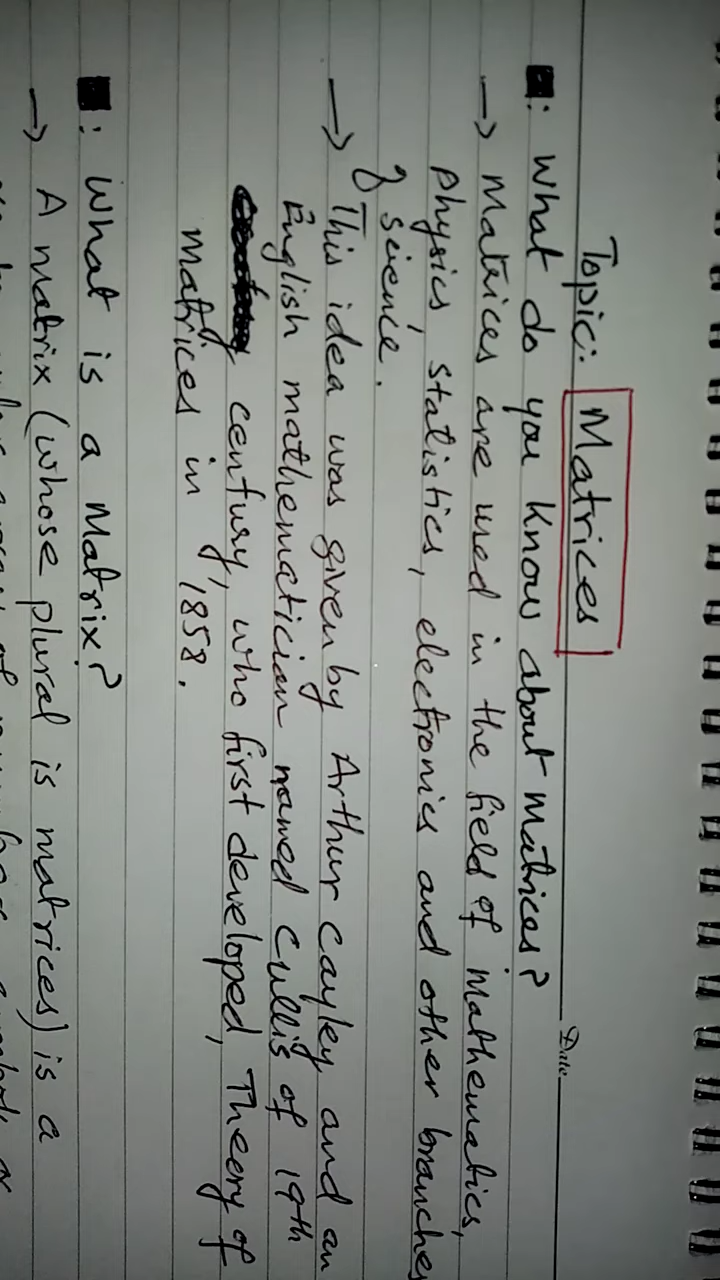 Date
Topic: Matrices
: What do you know about matrices?
→ Matrices are used in the field of mathematics,
physics, statistics, electronics and other branches
of science.
→ This idea was given by Arthur Cayley and an
English mathematician named Cullis of 19th
century, who first developed, Theory of
matrices in 1858.
: What is a Matrix?
→ A matrix (whose plural is matrices) is a